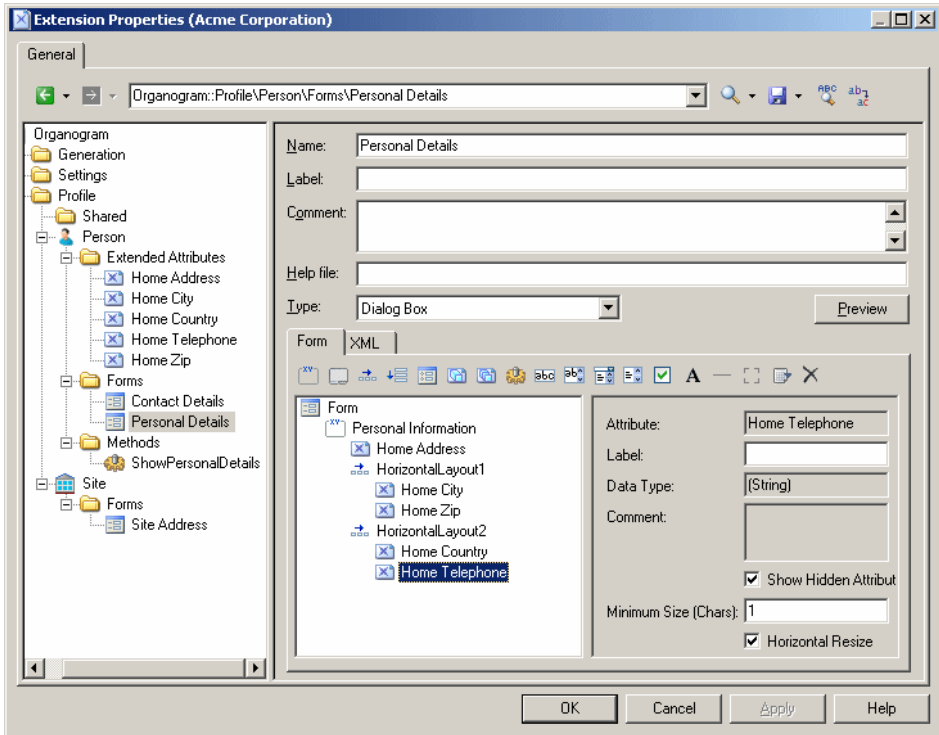 Extension Properties (Acme Corporation)
General
Organogram::Profile\Person\Forms\Personal Details
Organogram
Generation
Settings
Profile
Shared
Person
Extended Attributes
Home Address
Home City
Home Country
Home Telephone
Home Zip
Forms
Contact Details
Personal Details
Methods
ShowPersonalDetails
Site
Forms
Site Address
Name: Personal Details
Label:
Comment:
Help file:
Type: Dialog Box Preview
Form XML
Form
Personal Information
Home Address
HorizontalLayout1
Home City
Home Zip
HorizontalLayout2
Home Country
Home Telephone
Attribute: Home Telephone
Label:
Data Type: (String)
Comment:
Show Hidden Attribut
Minimum Size (Chars): 1
Horizontal Resize
OK Cancel Apply Help